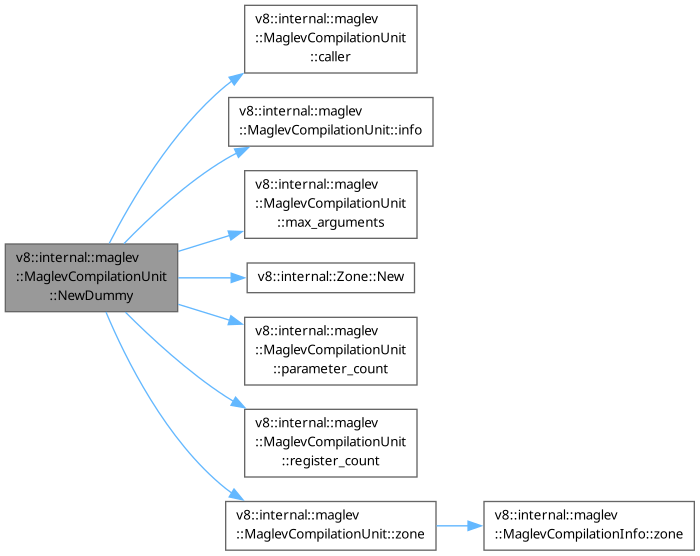 v8::internal::maglev
::MaglevCompilationUnit
::caller
v8::internal::maglev
::MaglevCompilationUnit::info
v8::internal::maglev
::MaglevCompilationUnit
::max_arguments
v8::internal::maglev
::MaglevCompilationUnit
::NewDummy
v8::internal::Zone::New
v8::internal::maglev
::MaglevCompilationUnit
::parameter_count
v8::internal::maglev
::MaglevCompilationUnit
::register_count
v8::internal::maglev
::MaglevCompilationUnit::zone
v8::internal::maglev
::MaglevCompilationInfo::zone